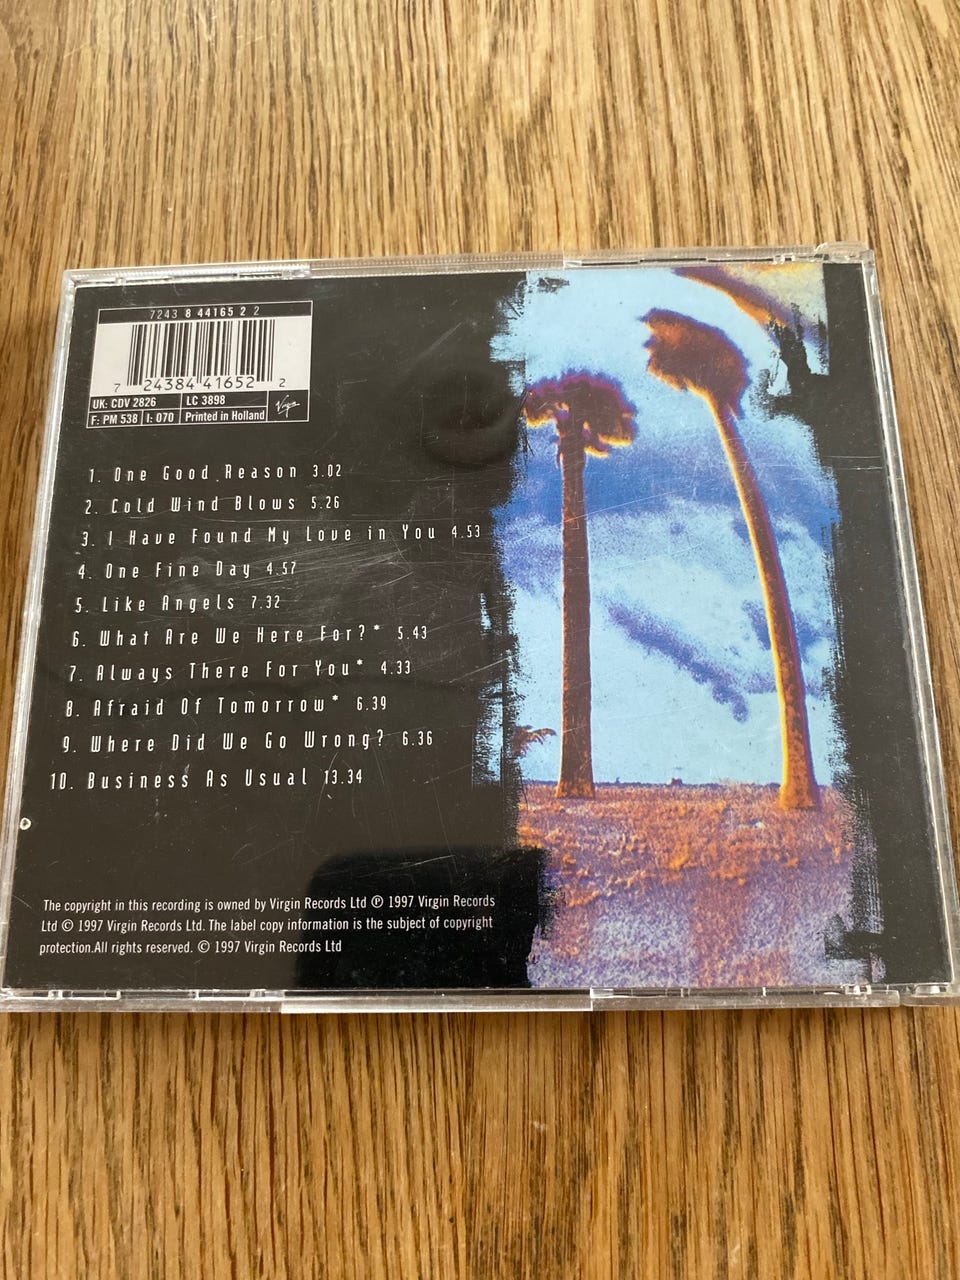 7243 8 44165 2 2
7 24384 41652 2
UK: CDV 2826 LC 3898
F: PM 538 I: 070 Printed in Holland Virgin
1. One Good Reason 3.02
2. Cold Wind Blows 5.26
3. I Have Found My Love in You 4.53
4. One Fine Day 4.57
5. Like Angels 7.32
6. What Are We Here For?* 5.43
7. Always There For You* 4.33
8. Afraid Of Tomorrow* 6.39
9. Where Did We Go Wrong? 6.36
10. Business As Usual 13.34
The copyright in this recording is owned by Virgin Records Ltd ℗ 1997 Virgin Records
Ltd © 1997 Virgin Records Ltd. The label copy information is the subject of copyright
protection.All rights reserved. © 1997 Virgin Records Ltd